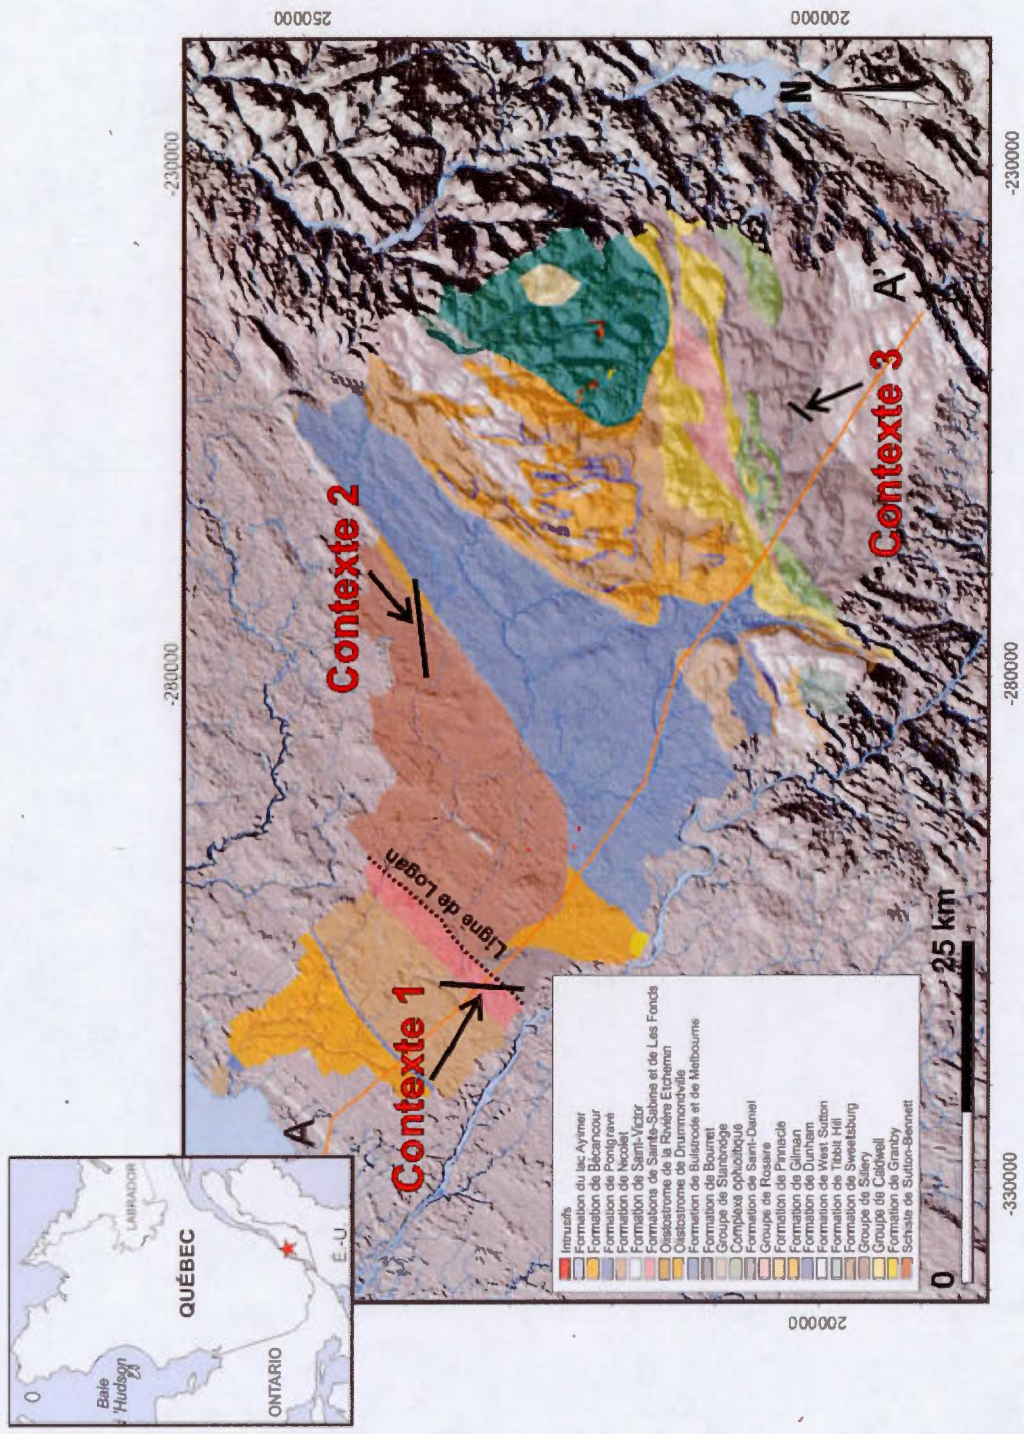 QUÉBEC
LABRADOR
Baie
d'Hudson
ONTARIO
É.-U.
-330000
-280000
-230000
250000
200000
A
Contexte 1
Ligne de Logan
Contexte 2
Contexte 3
A'
N
Intrusifs
Formation du lac Aylmer
Formation de Bécancour
Formation de Pontgravé
Formation de Nicolet
Formation de Saint-Victor
Formations de Sainte-Sabine et de Les Fonds
Olistostrome de la Rivière Etchemin
Olistostrome de Drummondville
Formation de Bulstrode et de Melbourne
Formation de Bourret
Groupe de Stanbridge
Complexe ophiolitique
Formation de Saint-Daniel
Groupe de Rosaire
Formation de Pinnacle
Formation de Gilman
Formation de Dunham
Formation de West Sutton
Formation de Tibbit Hill
Formation de Sweetsburg
Groupe de Sillery
Groupe de Caldwell
Formation de Granby
Schiste de Sutton-Bennett
0 25 km
200000
-330000
-280000
-230000